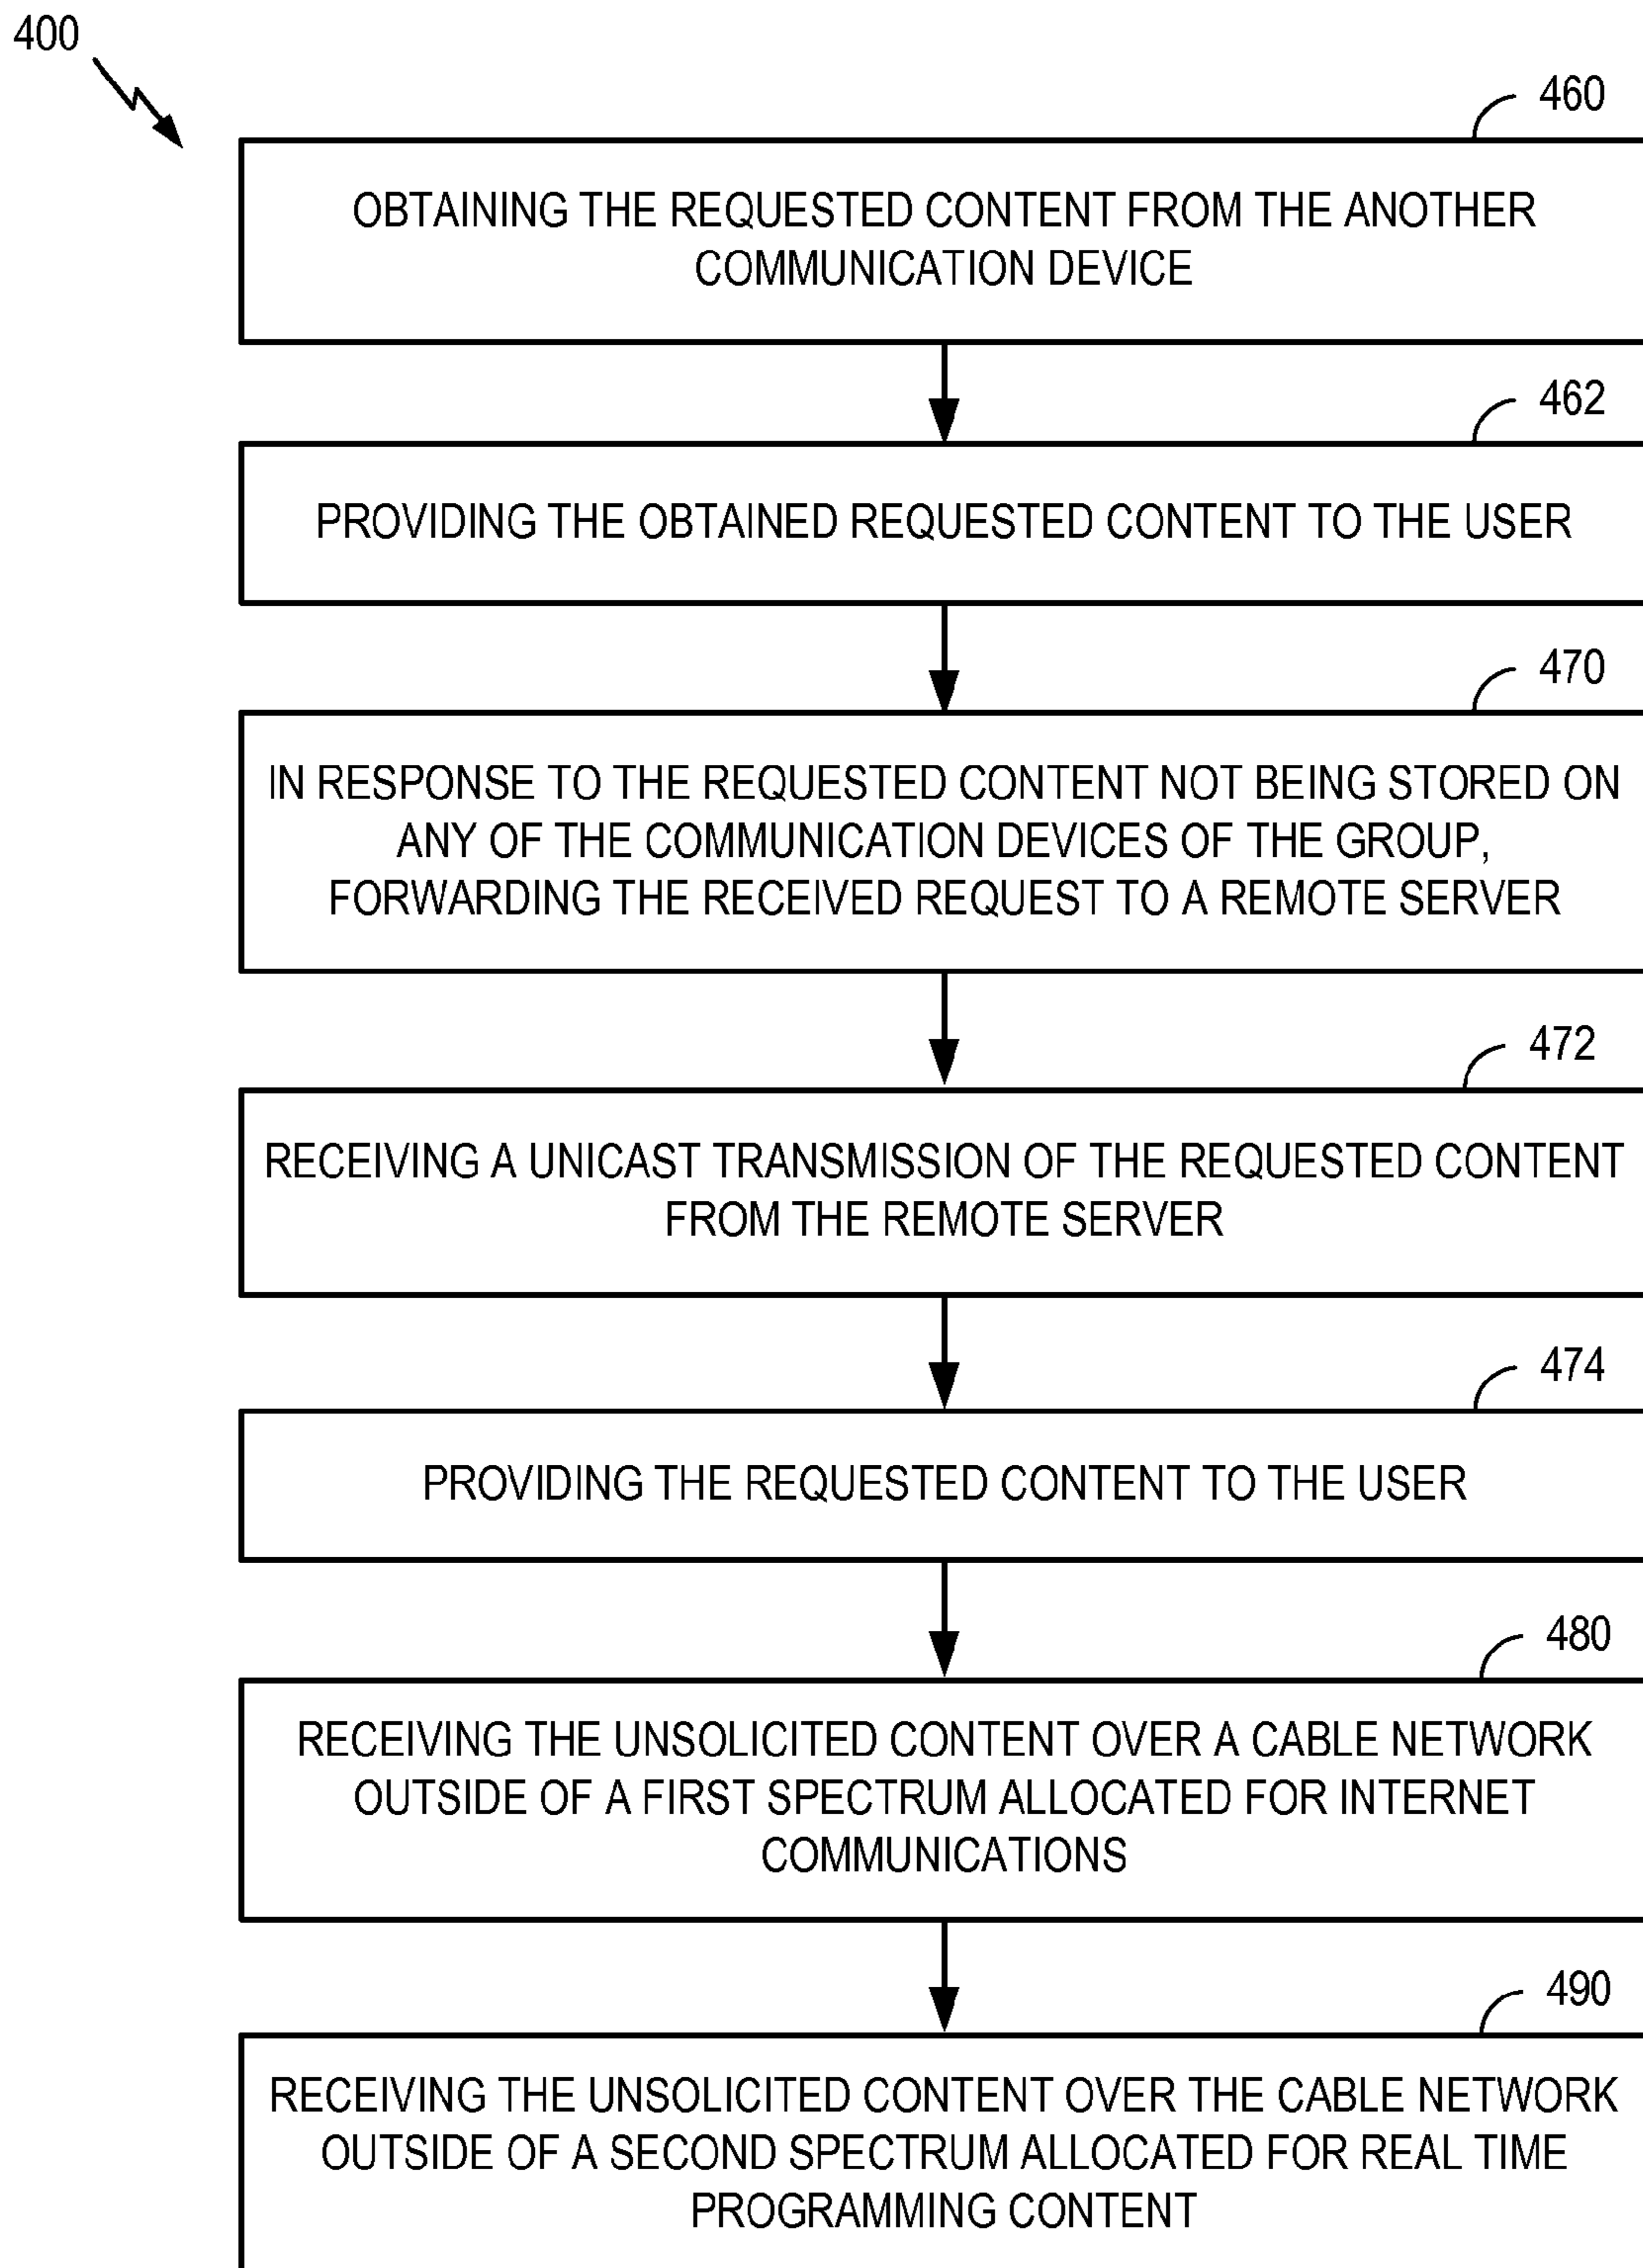 400
460
OBTAINING THE REQUESTED CONTENT FROM THE ANOTHER
COMMUNICATION DEVICE
462
PROVIDING THE OBTAINED REQUESTED CONTENT TO THE USER
470
IN RESPONSE TO THE REQUESTED CONTENT NOT BEING STORED ON
ANY OF THE COMMUNICATION DEVICES OF THE GROUP,
FORWARDING THE RECEIVED REQUEST TO A REMOTE SERVER
472
RECEIVING A UNICAST TRANSMISSION OF THE REQUESTED CONTENT
FROM THE REMOTE SERVER
474
PROVIDING THE REQUESTED CONTENT TO THE USER
480
RECEIVING THE UNSOLICITED CONTENT OVER A CABLE NETWORK
OUTSIDE OF A FIRST SPECTRUM ALLOCATED FOR INTERNET
COMMUNICATIONS
490
RECEIVING THE UNSOLICITED CONTENT OVER THE CABLE NETWORK
OUTSIDE OF A SECOND SPECTRUM ALLOCATED FOR REAL TIME
PROGRAMMING CONTENT